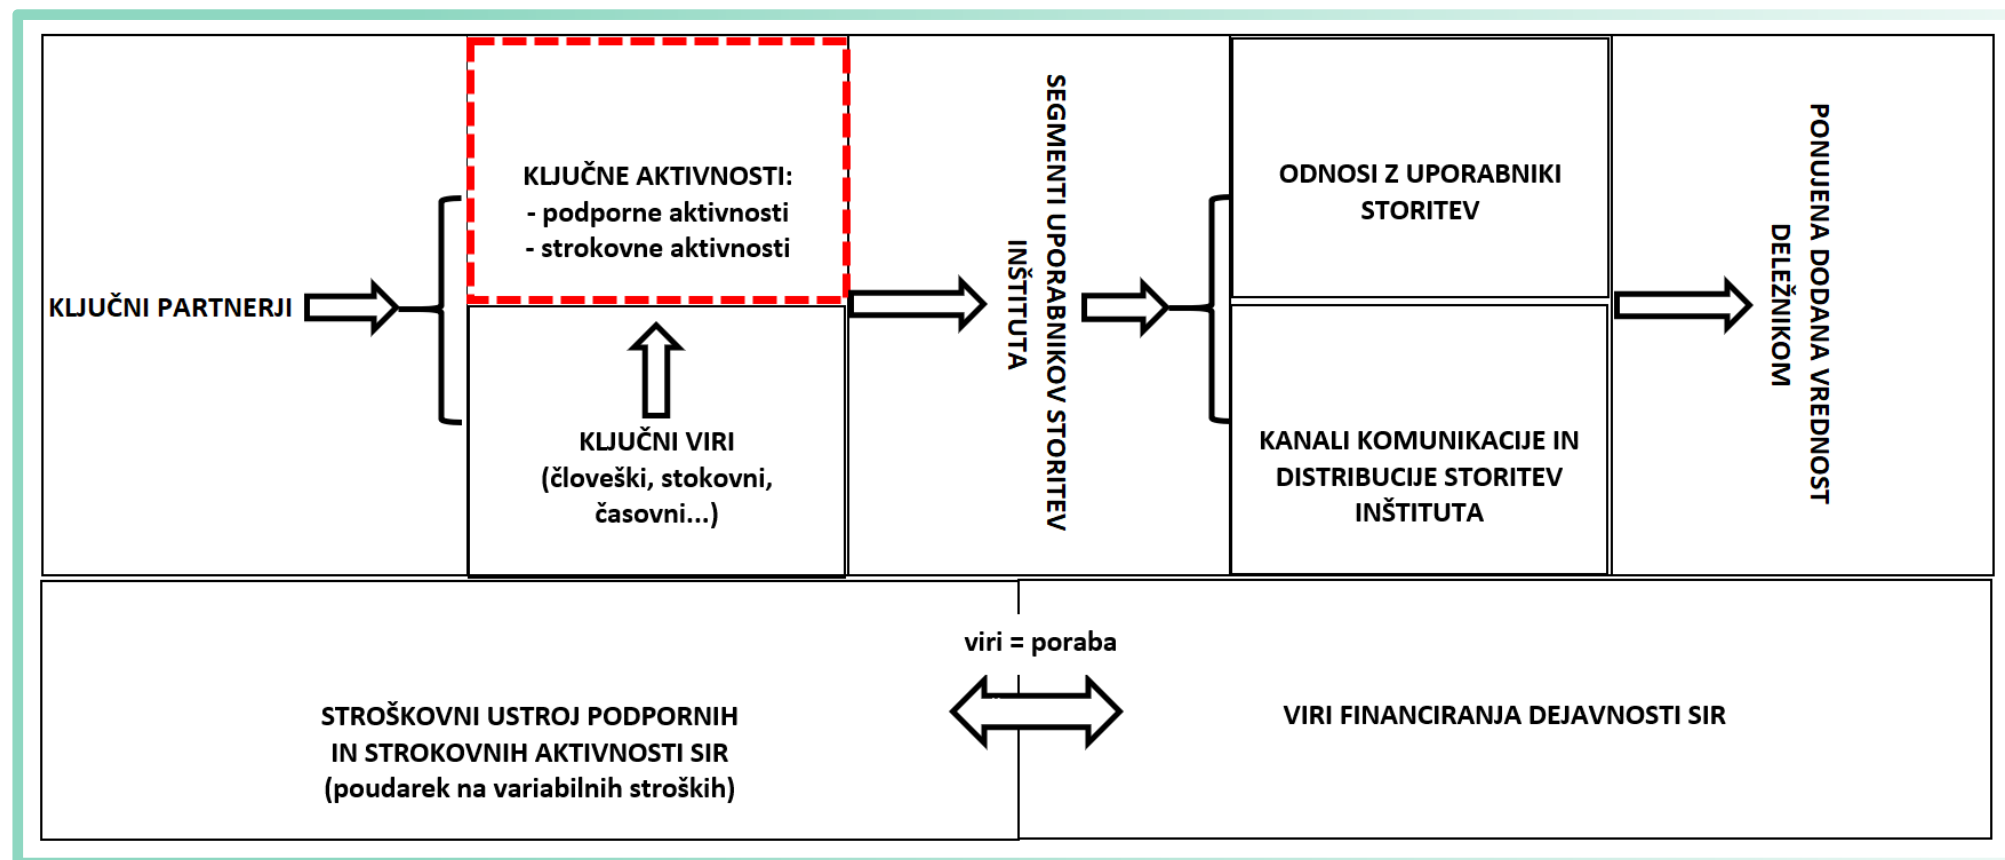 KLJUČNI PARTNERJI
KLJUČNE AKTIVNOSTI:
- podporne aktivnosti
- strokovne aktivnosti
KLJUČNI VIRI
(človeški, stokovni,
časovni...)
SEGMENTI UPORABNIKOV STORITEV
INŠTITUTA
ODNOSI Z UPORABNIKI
STORITEV
KANALI KOMUNIKACIJE IN
DISTRIBUCIJE STORITEV
INŠTITUTA
PONUJENA DODANA VREDNOST
DELEŽNIKOM
STROŠKOVNI USTROJ PODPORNIH
IN STROKOVNIH AKTIVNOSTI SIR
(poudarek na variabilnih stroških)
viri = poraba
VIRI FINANCIRANJA DEJAVNOSTI SIR